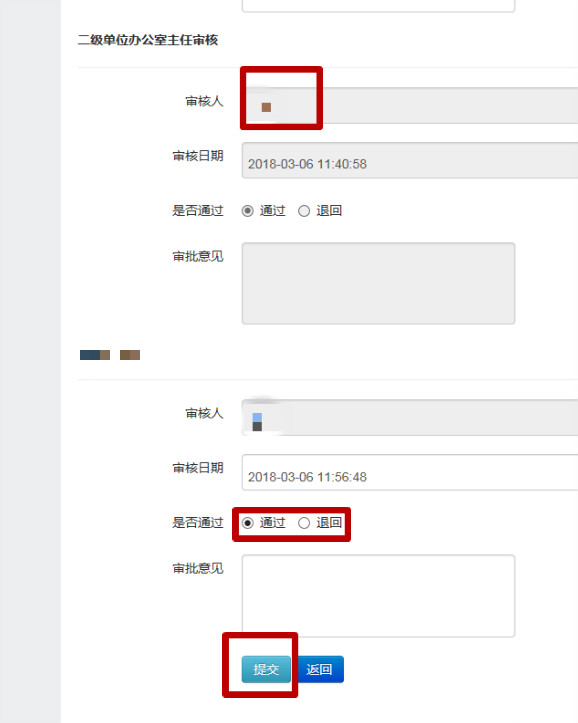 二级单位办公室主任审核
审核人
审核日期 2018-03-06 11:40:58
是否通过 通过 退回
审批意见
审核人
审核日期 2018-03-06 11:56:48
是否通过 通过 退回
审批意见
提交 返回